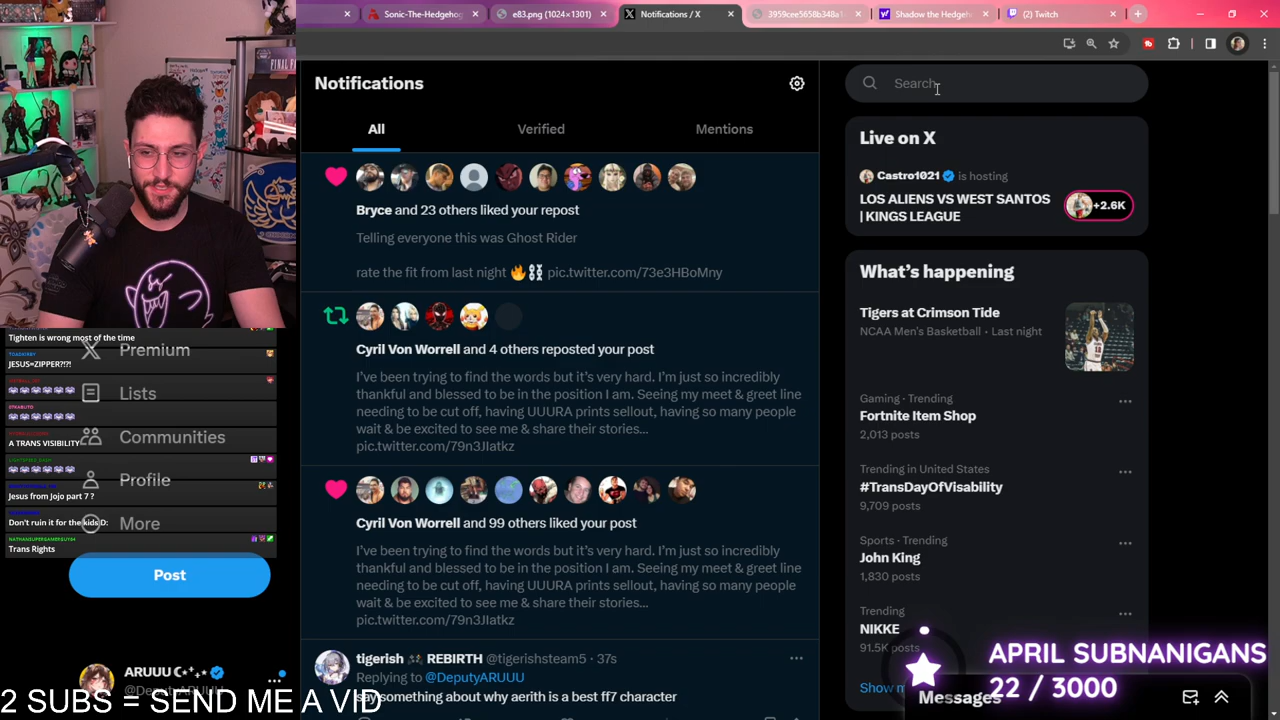 Sonic-The-Hedgehog
e83.png (1024×1301)
Notifications / X
3959cee5658b348a1
Shadow the Hedgeh
(2) Twitch
Notifications
All
Verified
Mentions
Search
Live on X
Castro1021 is hosting
LOS ALIENS VS WEST SANTOS
| KINGS LEAGUE
+2.6K
Bryce and 23 others liked your repost
Telling everyone this was Ghost Rider
rate the fit from last night 🔥⛓️ pic.twitter.com/73e3HBoMny
What's happening
Tigers at Crimson Tide
NCAA Men's Basketball · Last night
Cyril Von Worrell and 4 others reposted your post
I've been trying to find the words but it's very hard. I'm just so incredibly
thankful and blessed to be in the position I am. Seeing my meet & greet line
needing to be cut off, having UUURA prints sellout, having so many people
wait & be excited to see me & share their stories...
pic.twitter.com/79n3JIatkz
Gaming · Trending
Fortnite Item Shop
2,013 posts
Trending in United States
#TransDayOfVisability
9,709 posts
Cyril Von Worrell and 99 others liked your post
I've been trying to find the words but it's very hard. I'm just so incredibly
thankful and blessed to be in the position I am. Seeing my meet & greet line
needing to be cut off, having UUURA prints sellout, having so many people
wait & be excited to see me & share their stories...
pic.twitter.com/79n3JIatkz
Sports · Trending
John King
1,830 posts
Trending
NIKKE
91.5K
Show m
tigerish REBIRTH @tigerishsteam5 · 37s
Replying to @DeputyARUUU
say something about why aerith is a best ff7 character
Messages
APRIL SUBNANIGANS
22 / 3000
FINAL
Tighten is wrong most of the time
JESUS=ZIPPER?!?!
A TRANS VISIBILITY
Jesus from Jojo part 7 ?
Don't ruin it for the kids D:
Trans Rights
Premium
Lists
Communities
Profile
More
Post
ARUUU
@DeputyARUUU
2 SUBS = SEND ME A VID